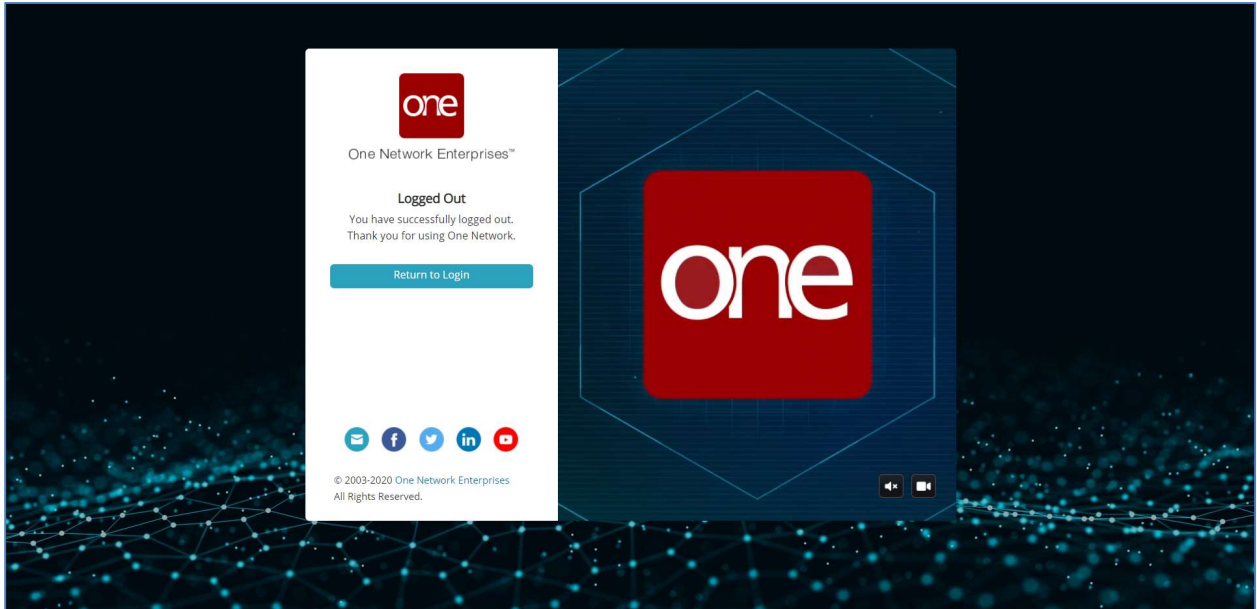 one
One Network Enterprises™
Logged Out
You have successfully logged out.
Thank you for using One Network.
Return to Login
© 2003-2020 One Network Enterprises
All Rights Reserved.
one